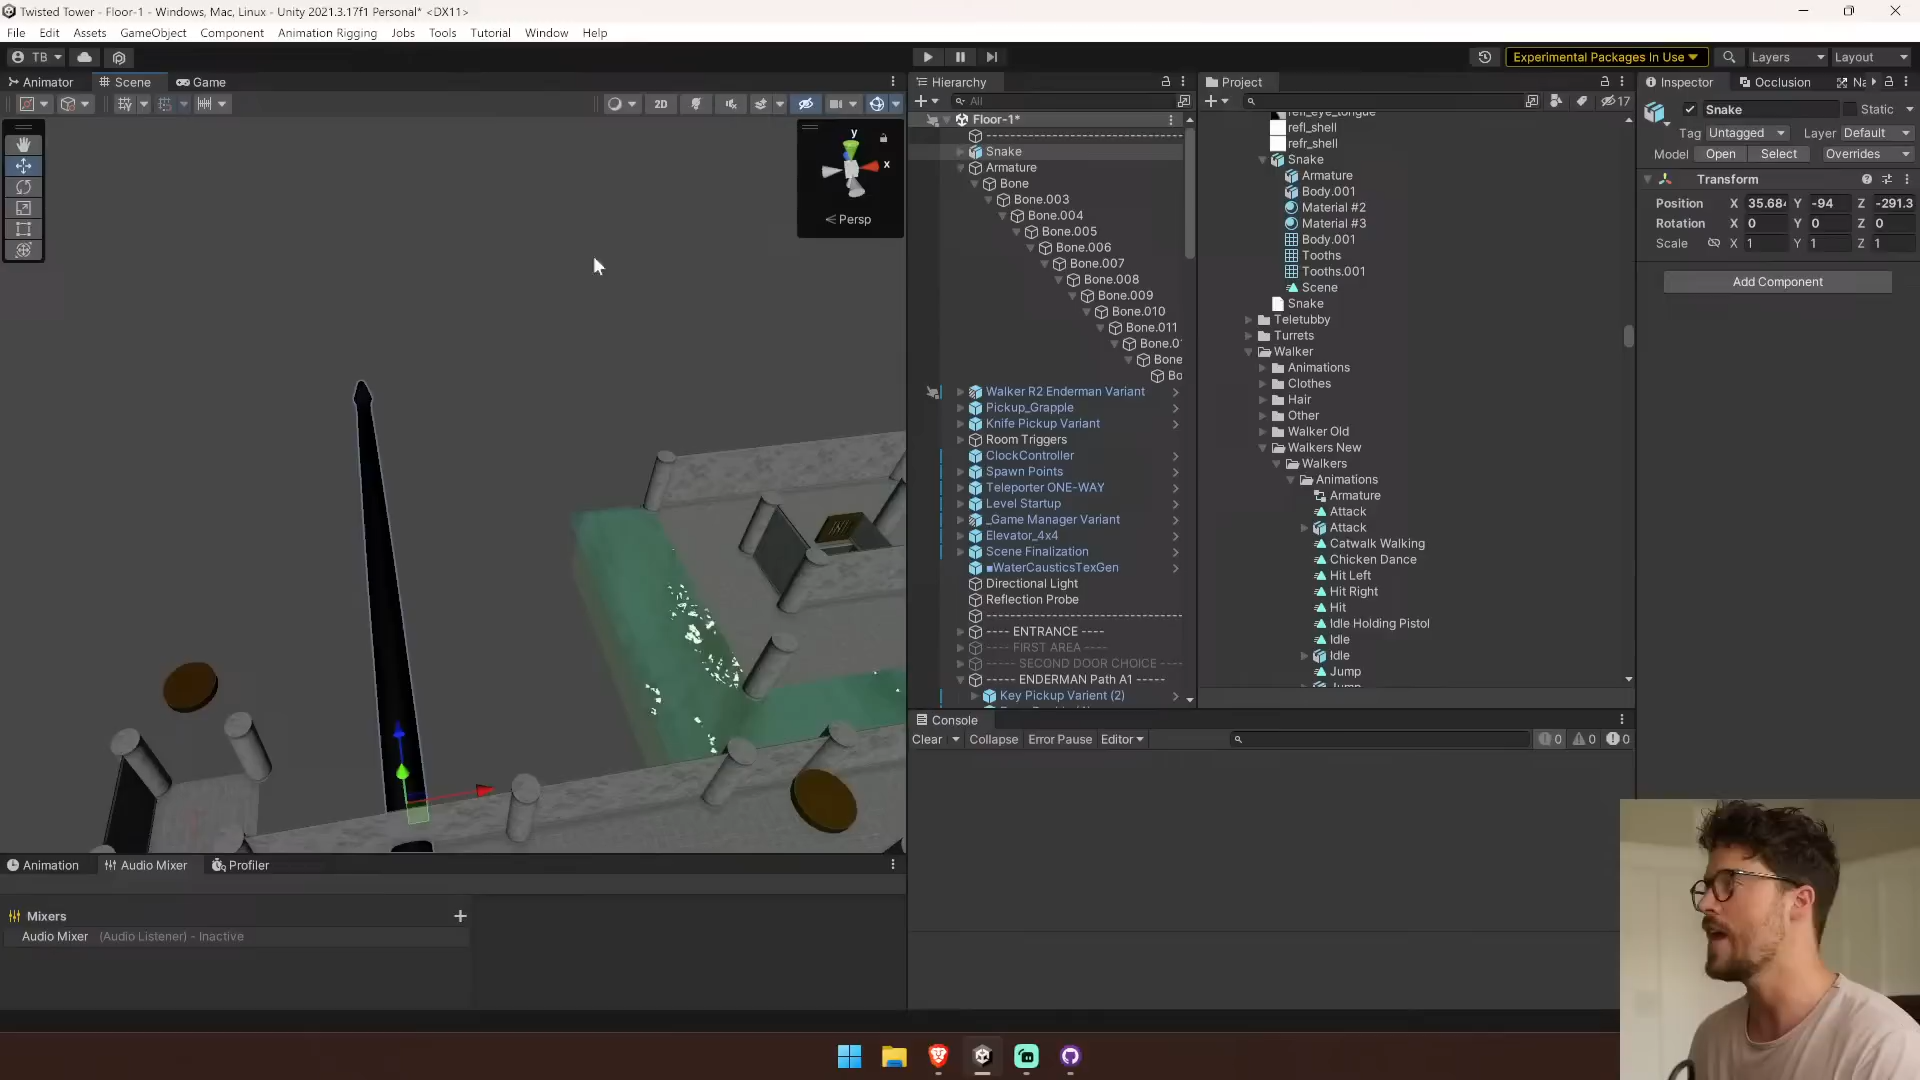 Twisted Tower - Floor-1 - Windows, Mac, Linux - Unity 2021.3.17f1 Personal* <DX11>
File Edit Assets GameObject Component Animation Rigging Jobs Tools Tutorial Window Help
TB
Experimental Packages In Use
Layers
Layout
Animator
Scene
Game
2D
y
x
Persp
Hierarchy
All
Floor-1*
--------------------------------
Snake
Armature
Bone
Bone.003
Bone.004
Bone.005
Bone.006
Bone.007
Bone.008
Bone.009
Bone.010
Bone.011
Bone.01
Bone
Bo
Walker R2 Enderman Variant
Pickup_Grapple
Knife Pickup Variant
Room Triggers
ClockController
Spawn Points
Teleporter ONE-WAY
Level Startup
_Game Manager Variant
Elevator_4x4
Scene Finalization
■WaterCausticsTexGen
Directional Light
Reflection Probe
--------------------------------
---- ENTRANCE ----
---- FIRST AREA ----
----- SECOND DOOR CHOICE ----
---- ENDERMAN Path A1 -----
Key Pickup Varient (2)
Project
17
refl_eye_tongue
refl_shell
refr_shell
Snake
Armature
Body.001
Material #2
Material #3
Body.001
Tooths
Tooths.001
Scene
Snake
Teletubby
Turrets
Walker
Animations
Clothes
Hair
Other
Walker Old
Walkers New
Walkers
Animations
Armature
Attack
Attack
Catwalk Walking
Chicken Dance
Hit Left
Hit Right
Hit
Idle Holding Pistol
Idle
Idle
Jump
Jump
Inspector
Occlusion
Na
Snake
Static
Tag Untagged Layer Default
Model Open Select Overrides
Transform
Position X 35.684 Y -94 Z -291.3
Rotation X 0 Y 0 Z 0
Scale X 1 Y 1 Z 1
Add Component
Console
Clear Collapse Error Pause Editor
0 0 0
Animation
Audio Mixer
Profiler
Mixers
Audio Mixer (Audio Listener) - Inactive